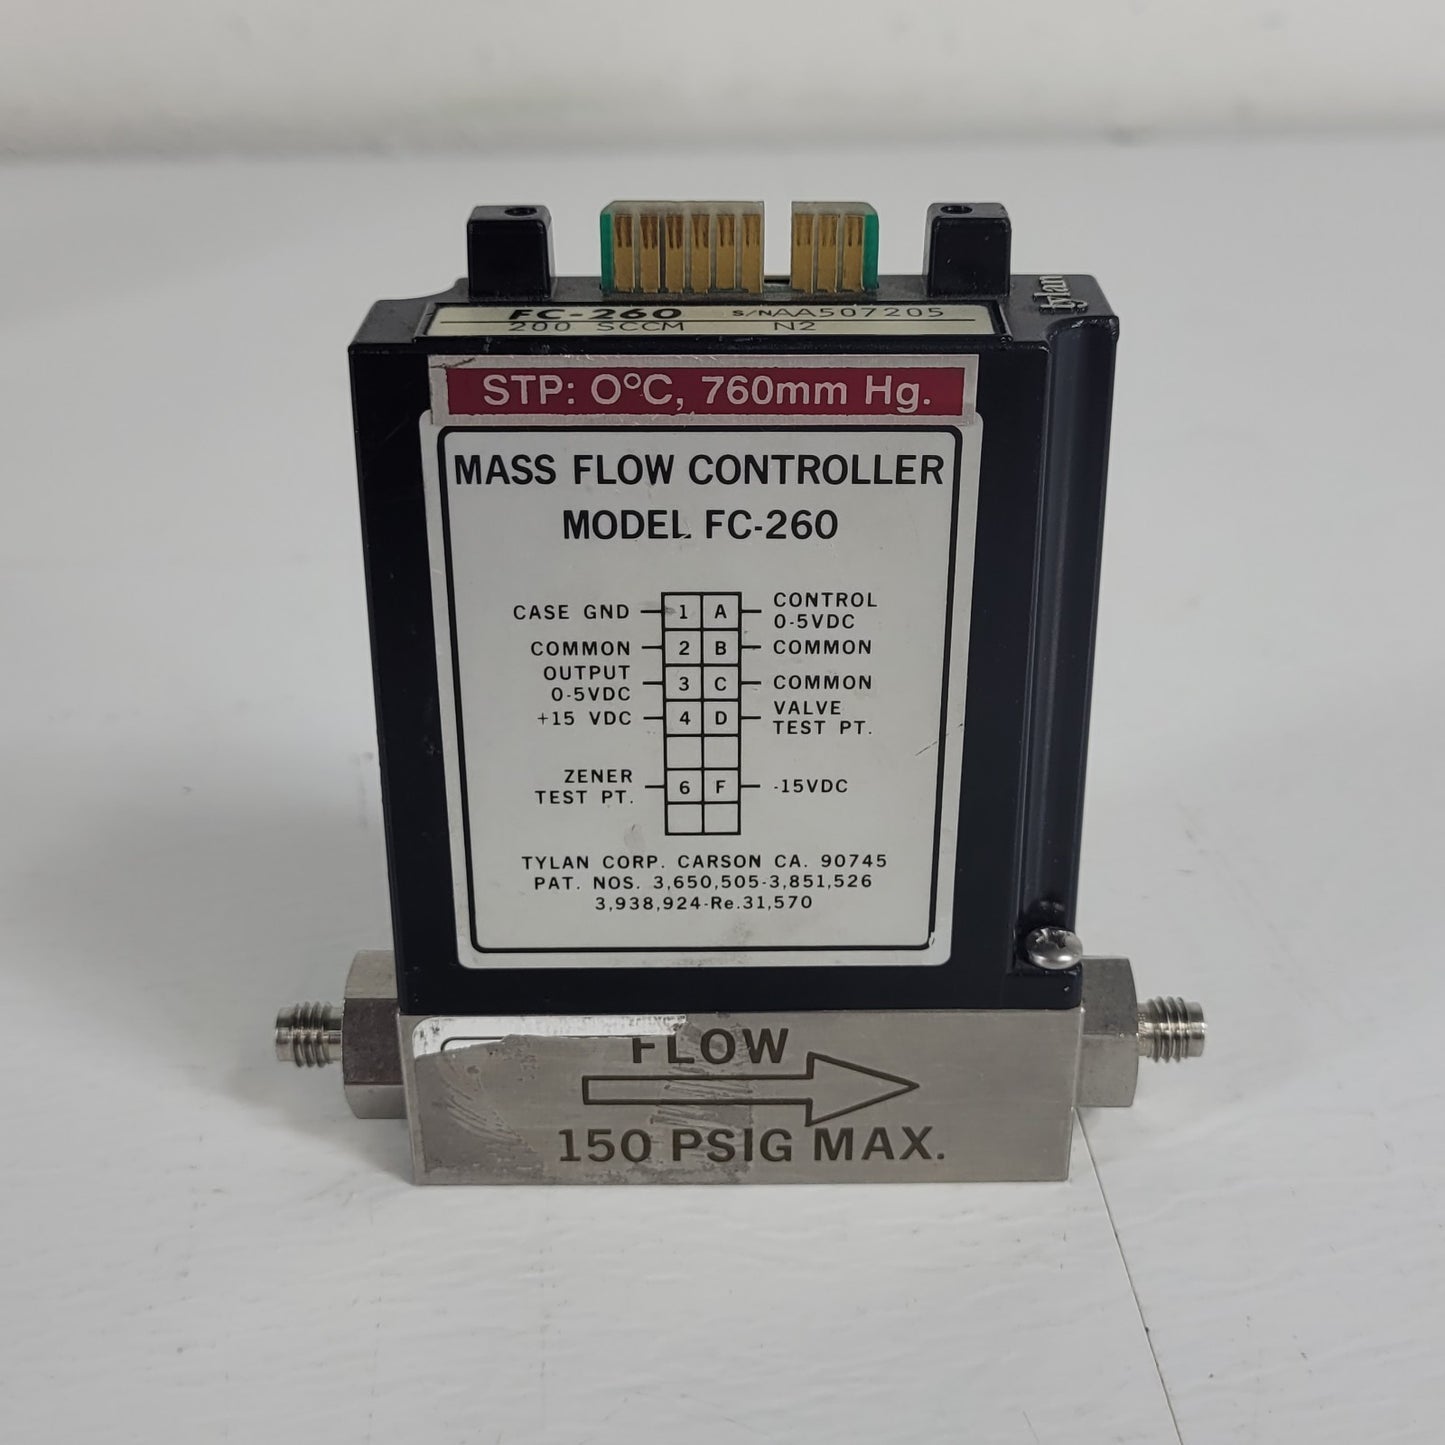 tylan
FC-260 S/NAA507205
200 SCCM N2
STP: 0°C, 760mm Hg.
MASS FLOW CONTROLLER
MODEL FC-260
CASE GND 1 A CONTROL
0-5VDC
COMMON 2 B COMMON
OUTPUT
0-5VDC 3 C COMMON
+15 VDC 4 D VALVE
TEST PT.
ZENER
TEST PT. 6 F -15VDC
TYLAN CORP. CARSON CA. 90745
PAT. NOS. 3,650,505-3,851,526
3,938,924-Re.31,570
FLOW
150 PSIG MAX.